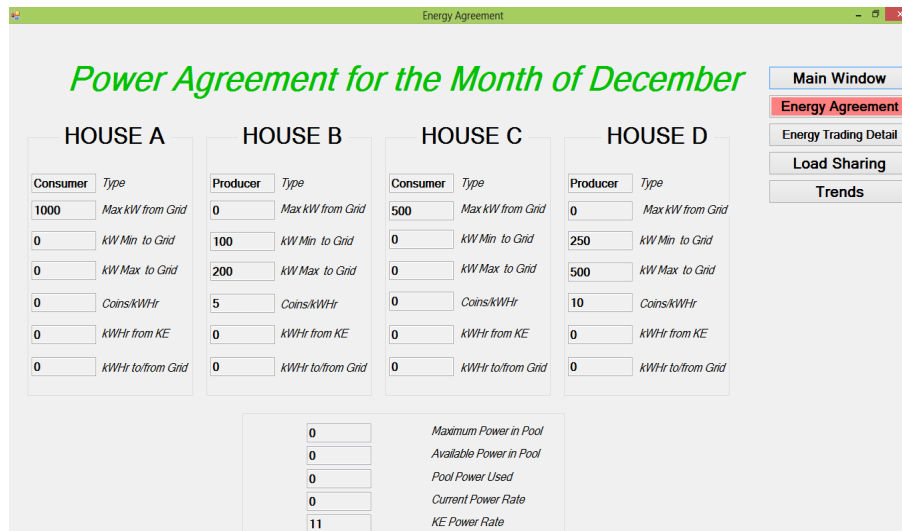 Energy Agreement
Power Agreement for the Month of December
Main Window
Energy Agreement
Energy Trading Detail
Load Sharing
Trends
HOUSE A
Consumer Type
1000 Max kW from Grid
0 kW Min to Grid
0 kW Max to Grid
0 Coins/kWHr
0 kWHr from KE
0 kWHr to/from Grid
HOUSE B
Producer Type
0 Max kW from Grid
100 kW Min to Grid
200 kW Max to Grid
5 Coins/kWHr
0 kWHr from KE
0 kWHr to/from Grid
HOUSE C
Consumer Type
500 Max kW from Grid
0 kW Min to Grid
0 kW Max to Grid
0 Coins/kWHr
0 kWHr from KE
0 kWHr to/from Grid
HOUSE D
Producer Type
0 Max kW from Grid
250 kW Min to Grid
500 kW Max to Grid
10 Coins/kWHr
0 kWHr from KE
0 kWHr to/from Grid
0 Maximum Power in Pool
0 Available Power in Pool
0 Pool Power Used
0 Current Power Rate
11 KE Power Rate